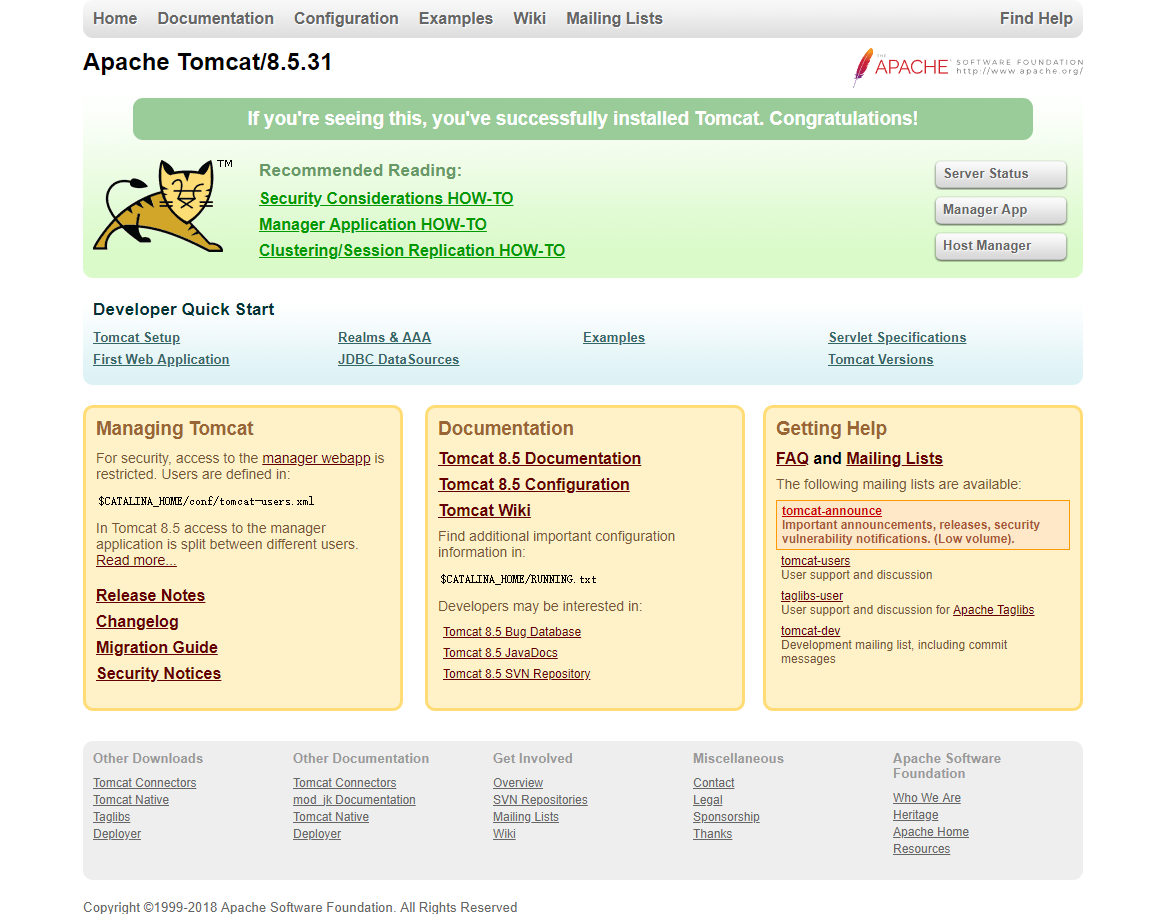 Home Documentation Configuration Examples Wiki Mailing Lists Find Help
Apache Tomcat/8.5.31
THE APACHE SOFTWARE FOUNDATION
http://www.apache.org/
If you're seeing this, you've successfully installed Tomcat. Congratulations!
TM
Recommended Reading:
Security Considerations HOW-TO
Manager Application HOW-TO
Clustering/Session Replication HOW-TO
Server Status
Manager App
Host Manager
Developer Quick Start
Tomcat Setup
First Web Application
Realms & AAA
JDBC DataSources
Examples
Servlet Specifications
Tomcat Versions
Managing Tomcat
For security, access to the manager webapp is
restricted. Users are defined in:
$CATALINA_HOME/conf/tomcat-users.xml
In Tomcat 8.5 access to the manager
application is split between different users.
Read more...
Release Notes
Changelog
Migration Guide
Security Notices
Documentation
Tomcat 8.5 Documentation
Tomcat 8.5 Configuration
Tomcat Wiki
Find additional important configuration
information in:
$CATALINA_HOME/RUNNING.txt
Developers may be interested in:
Tomcat 8.5 Bug Database
Tomcat 8.5 JavaDocs
Tomcat 8.5 SVN Repository
Getting Help
FAQ and Mailing Lists
The following mailing lists are available:
tomcat-announce
Important announcements, releases, security
vulnerability notifications. (Low volume).
tomcat-users
User support and discussion
taglibs-user
User support and discussion for Apache Taglibs
tomcat-dev
Development mailing list, including commit
messages
Other Downloads
Tomcat Connectors
Tomcat Native
Taglibs
Deployer
Other Documentation
Tomcat Connectors
mod_jk Documentation
Tomcat Native
Deployer
Get Involved
Overview
SVN Repositories
Mailing Lists
Wiki
Miscellaneous
Contact
Legal
Sponsorship
Thanks
Apache Software
Foundation
Who We Are
Heritage
Apache Home
Resources
Copyright ©1999-2018 Apache Software Foundation. All Rights Reserved